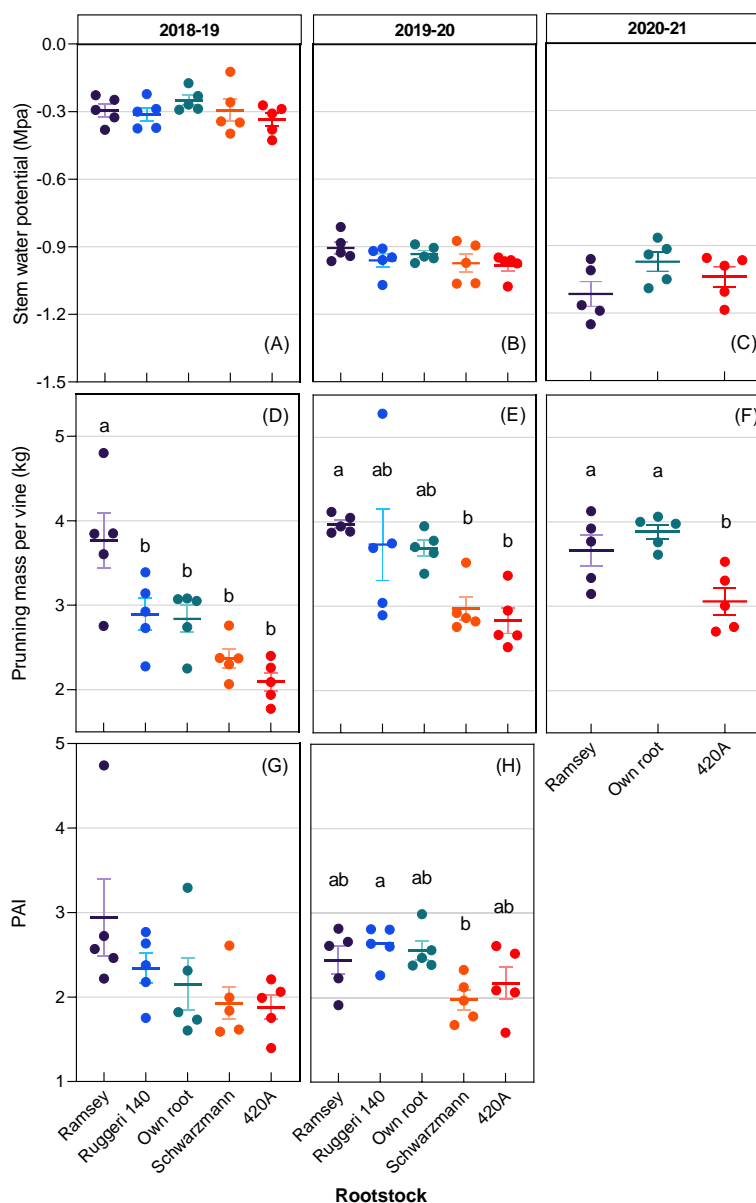 2018-19 2019-20 2020-21
Stem water potential (Mpa)
0.0
-0.3
-0.6
-0.9
-1.2
-1.5
(A) (B) (C)
Prunning mass per vine (kg)
5
4
3
2
(D) (E) (F)
a b b b b
a ab ab b b
a a b
Ramsey Own root 420A
PAI
5
4
3
2
1
(G) (H)
ab a ab b ab
Ramsey Ruggeri 140 Own root Schwarzmann 420A
Ramsey Ruggeri 140 Own root Schwarzmann 420A
Rootstock